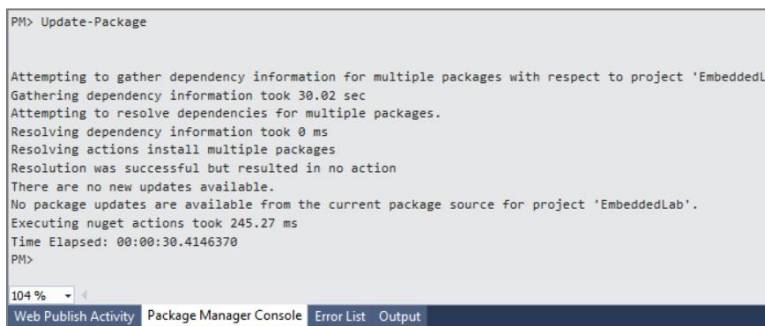 PM> Update-Package
Attempting to gather dependency information for multiple packages with respect to project 'EmbeddedL
Gathering dependency information took 30.02 sec
Attempting to resolve dependencies for multiple packages.
Resolving dependency information took 0 ms
Resolving actions install multiple packages
Resolution was successful but resulted in no action
There are no new updates available.
No package updates are available from the current package source for project 'EmbeddedLab'.
Executing nuget actions took 245.27 ms
Time Elapsed: 00:00:30.4146370
PM>
104 %
Web Publish Activity Package Manager Console Error List Output